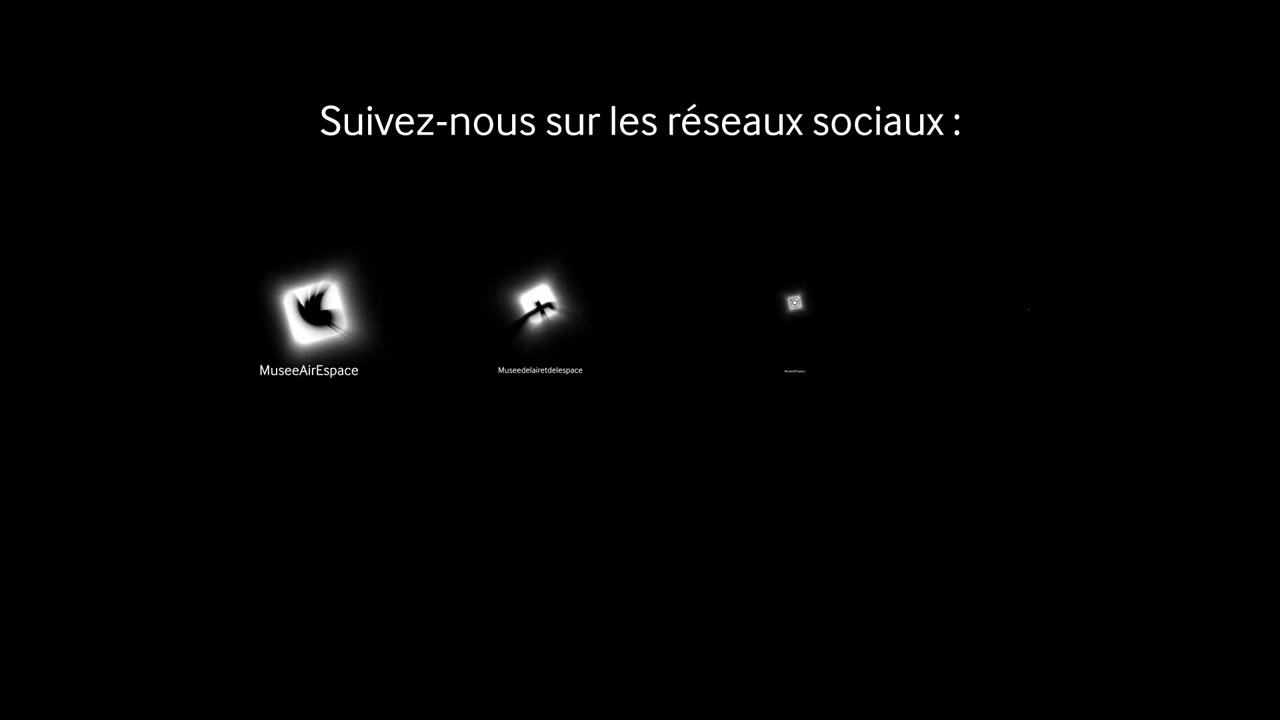 Suivez-nous sur les réseaux sociaux :
MuseeAirEspace
Museedelairetdelespace